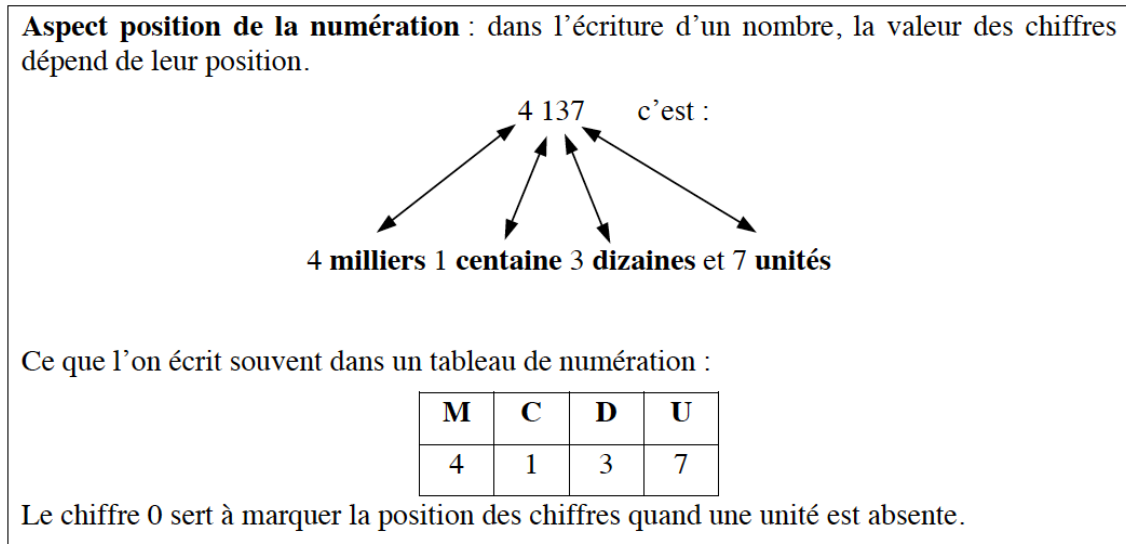 Aspect position de la numération : dans l’écriture d’un nombre, la valeur des chiffres
dépend de leur position.
4 137 c’est :
4 milliers 1 centaine 3 dizaines et 7 unités
Ce que l’on écrit souvent dans un tableau de numération :
M C D U
4 1 3 7
Le chiffre 0 sert à marquer la position des chiffres quand une unité est absente.